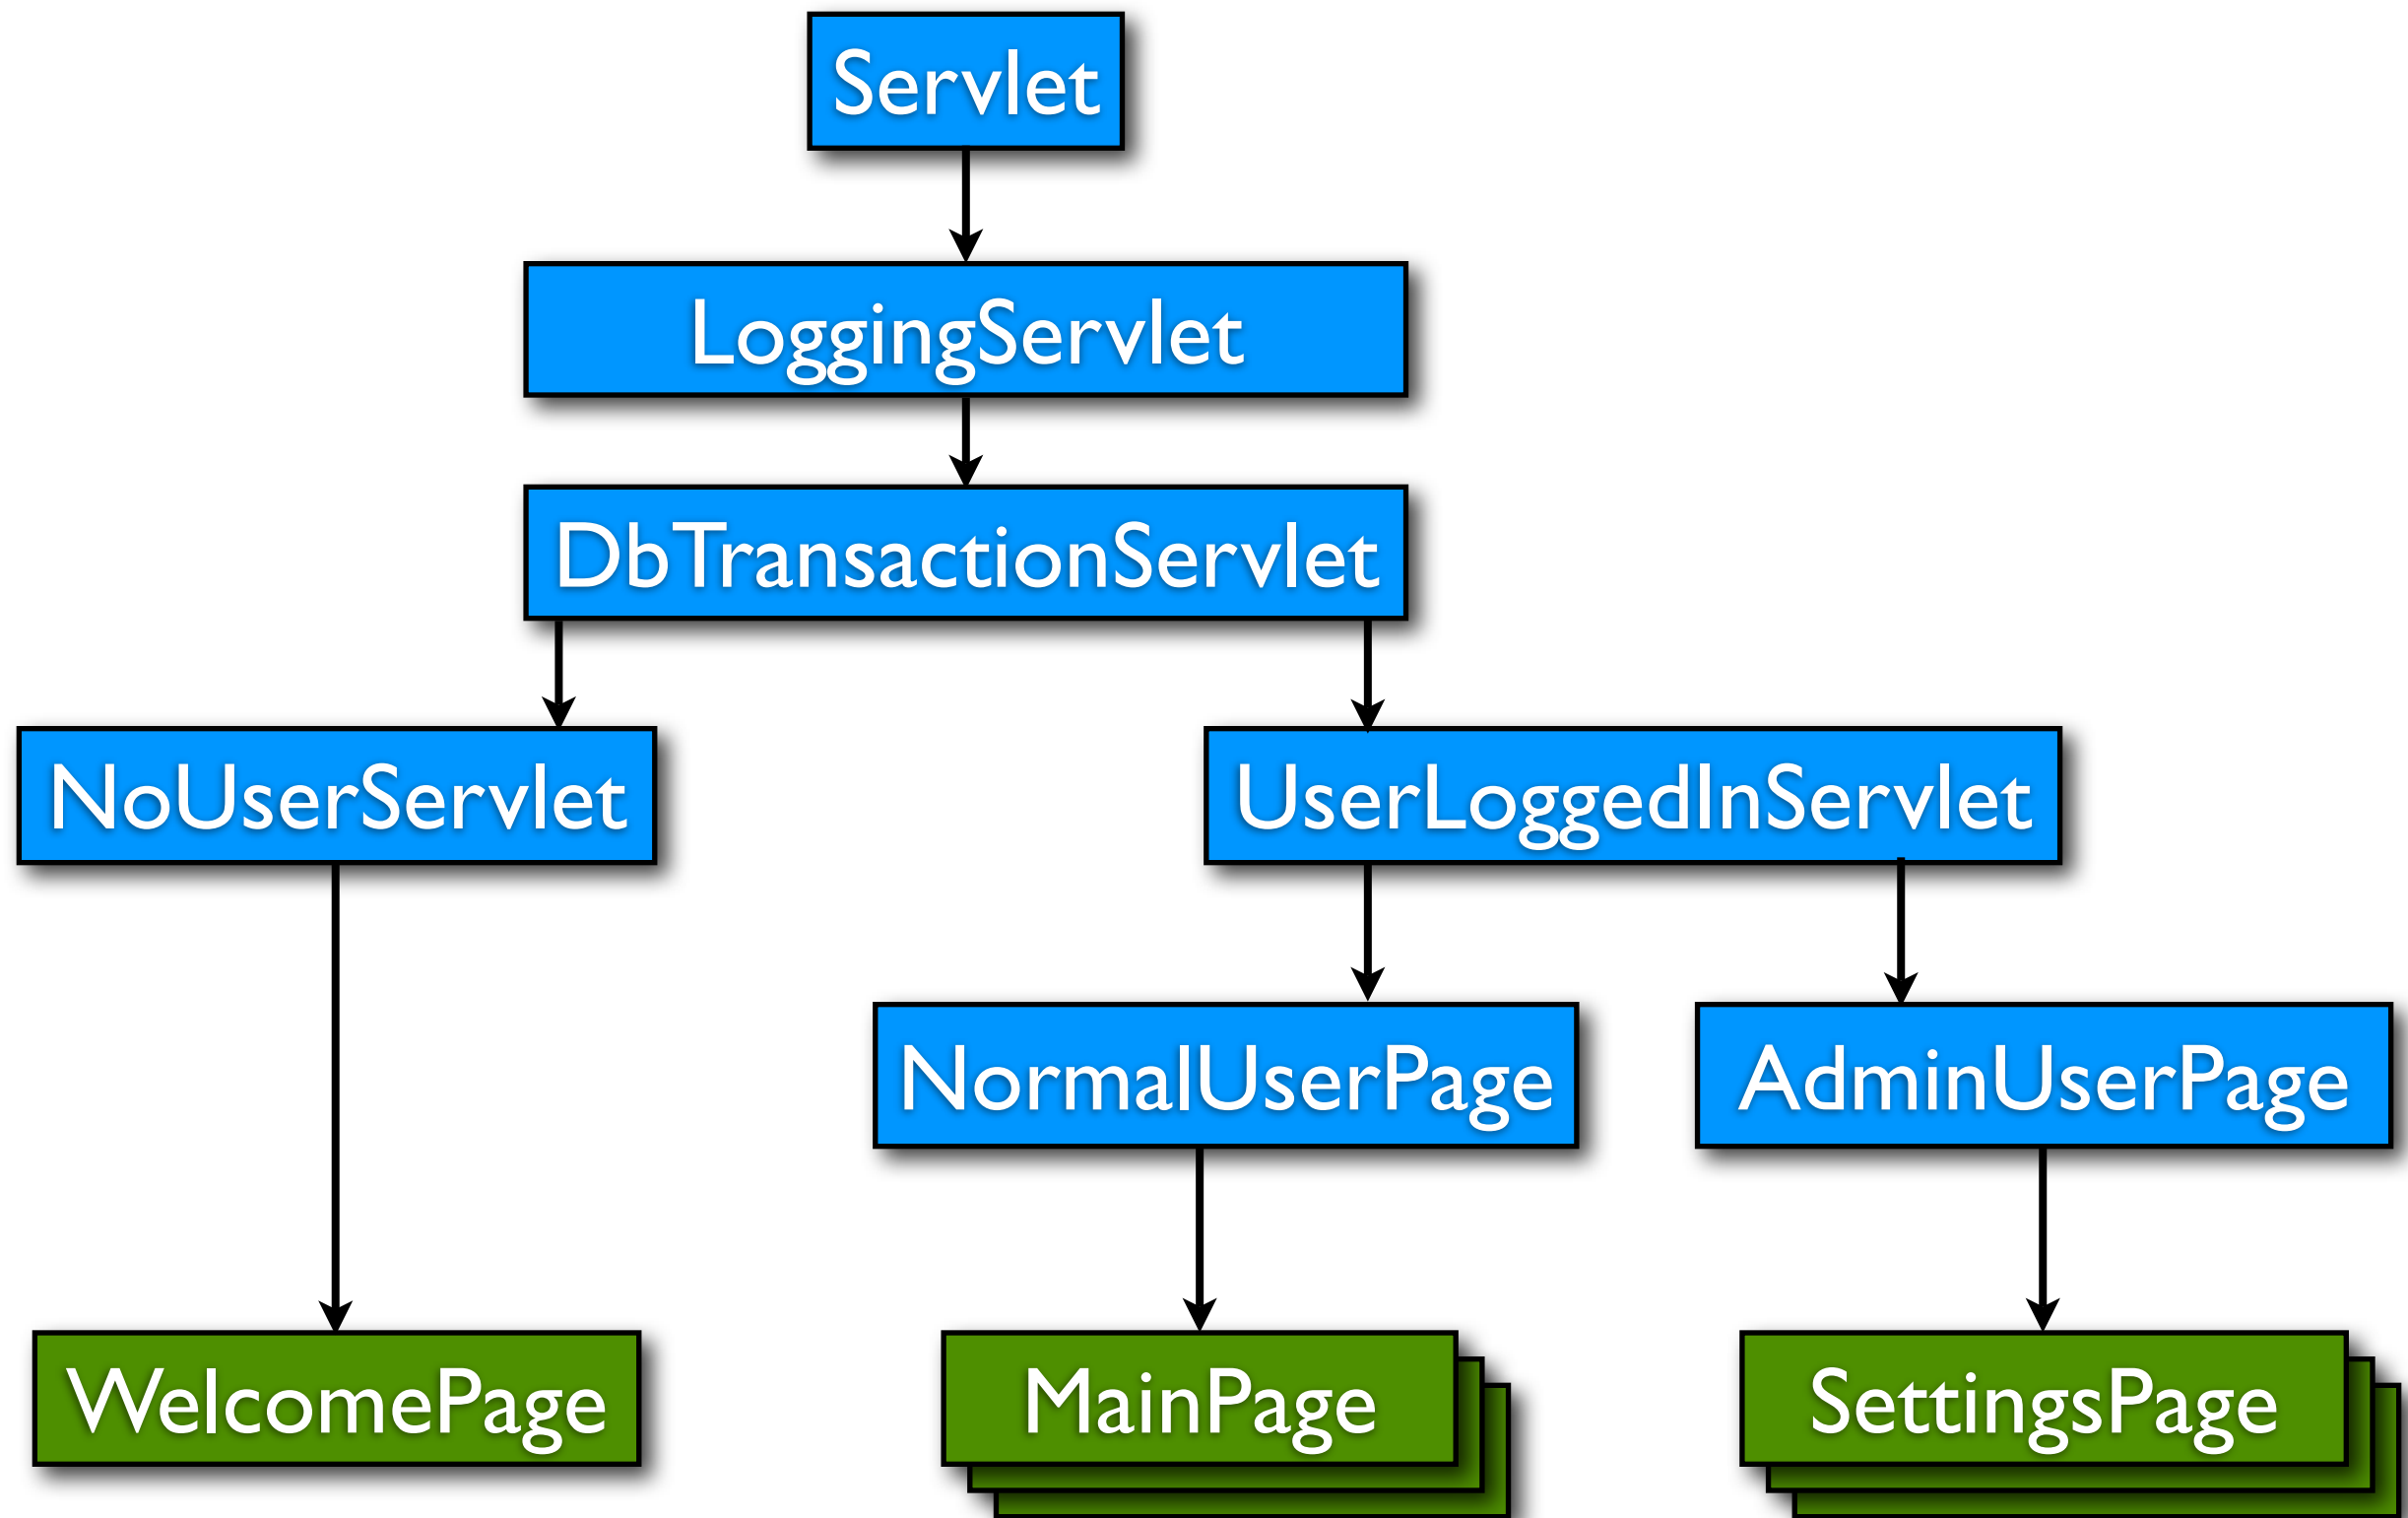 Servlet
LoggingServlet
DbTransactionServlet
NoUserServlet
UserLoggedInServlet
NormalUserPage
AdminUserPage
WelcomePage
MainPage
SettingsPage